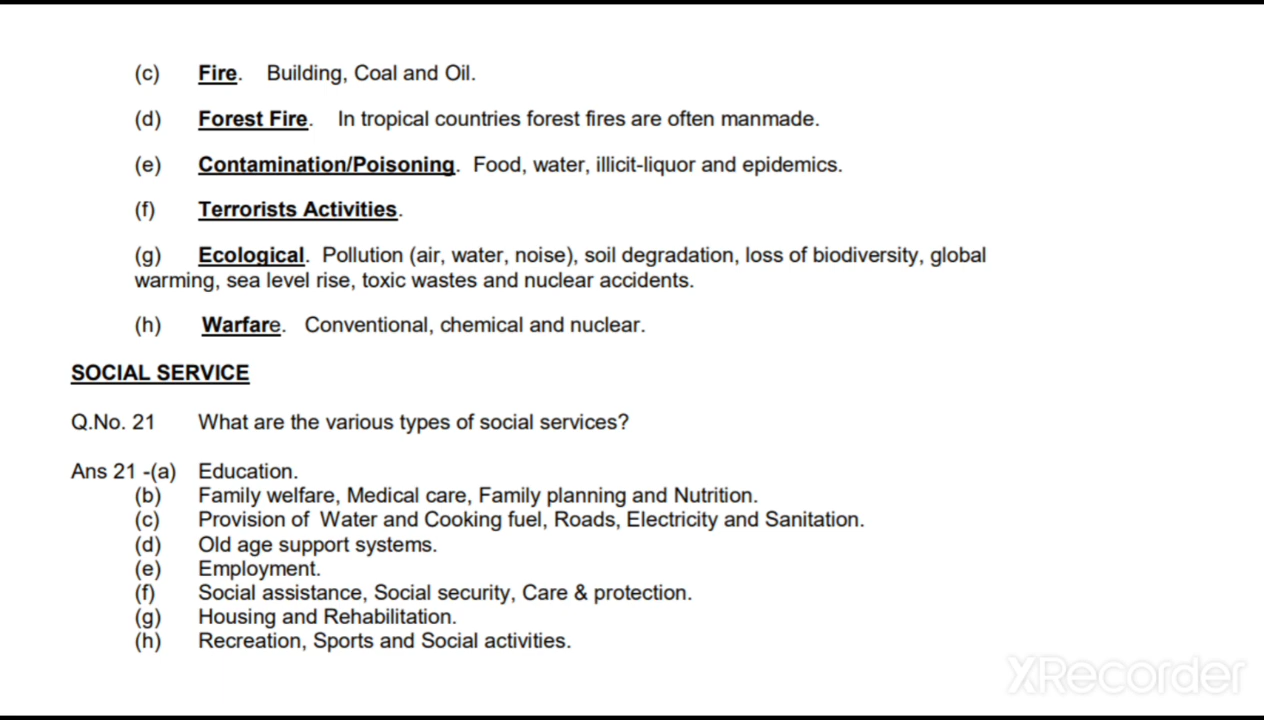 (c) Fire. Building, Coal and Oil.
(d) Forest Fire. In tropical countries forest fires are often manmade.
(e) Contamination/Poisoning. Food, water, illicit-liquor and epidemics.
(f) Terrorists Activities.
(g) Ecological. Pollution (air, water, noise), soil degradation, loss of biodiversity, global
warming, sea level rise, toxic wastes and nuclear accidents.
(h) Warfare. Conventional, chemical and nuclear.
SOCIAL SERVICE
Q.No. 21 What are the various types of social services?
Ans 21 -(a) Education.
(b) Family welfare, Medical care, Family planning and Nutrition.
(c) Provision of Water and Cooking fuel, Roads, Electricity and Sanitation.
(d) Old age support systems.
(e) Employment.
(f) Social assistance, Social security, Care & protection.
(g) Housing and Rehabilitation.
(h) Recreation, Sports and Social activities.
XRecorder